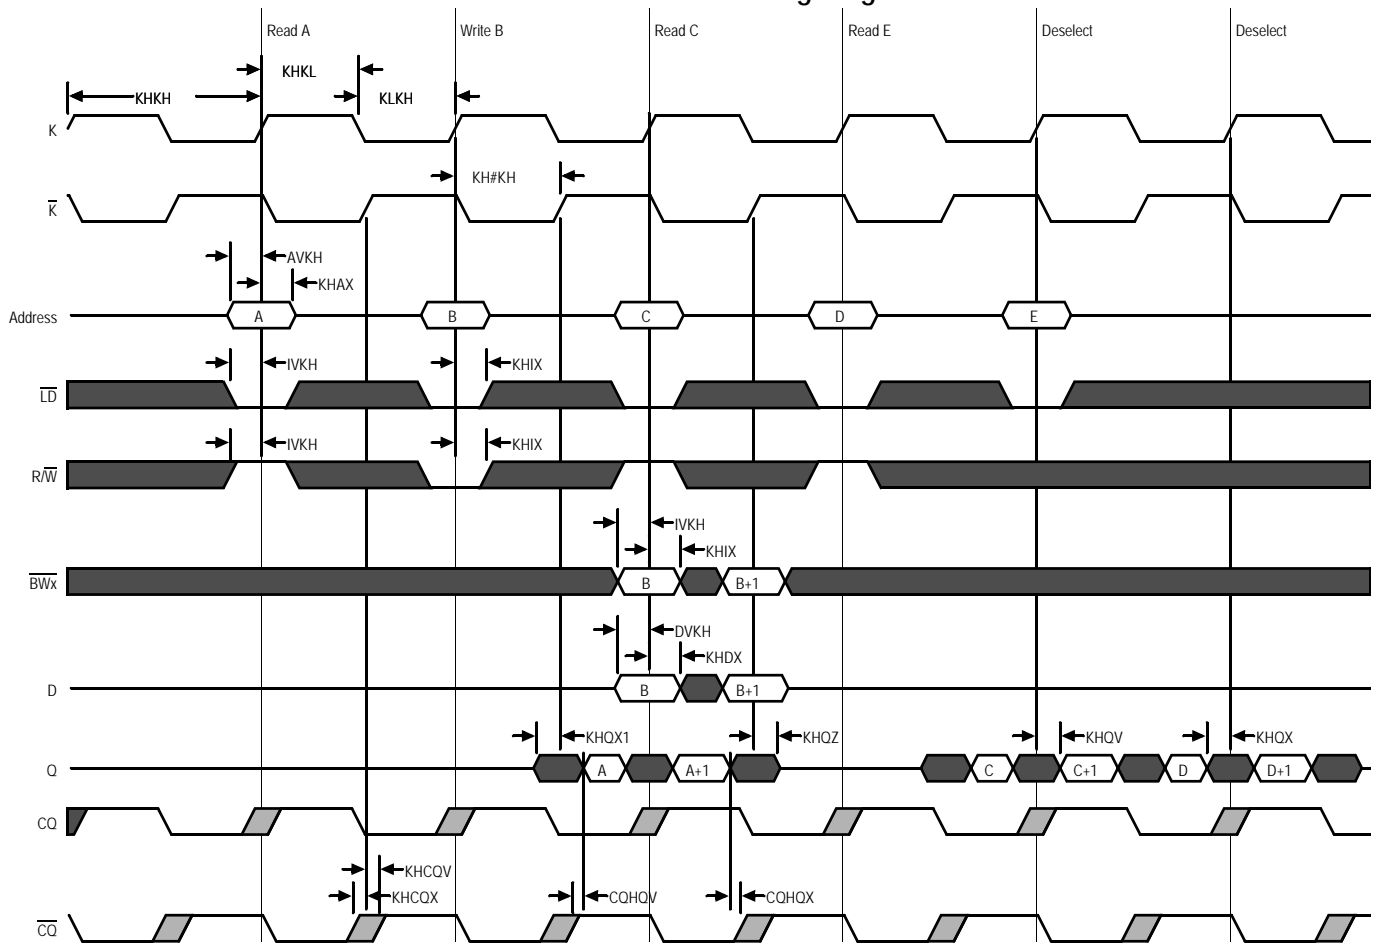 Read A Write B Read C Read E Deselect Deselect
KHKL
KHKH KLKH
K
KH#KH
K
AVKH
KHAX
Address A B C D E
IVKH KHIX
LD
IVKH KHIX
R/W
IVKH
KHIX
BWx B B+1
DVKH
KHDX
D B B+1
KHQX1 KHQZ KHQV KHQX
Q A A+1 C C+1 D D+1
CQ
KHCQV
KHCQX CQHQV CQHQX
CQ